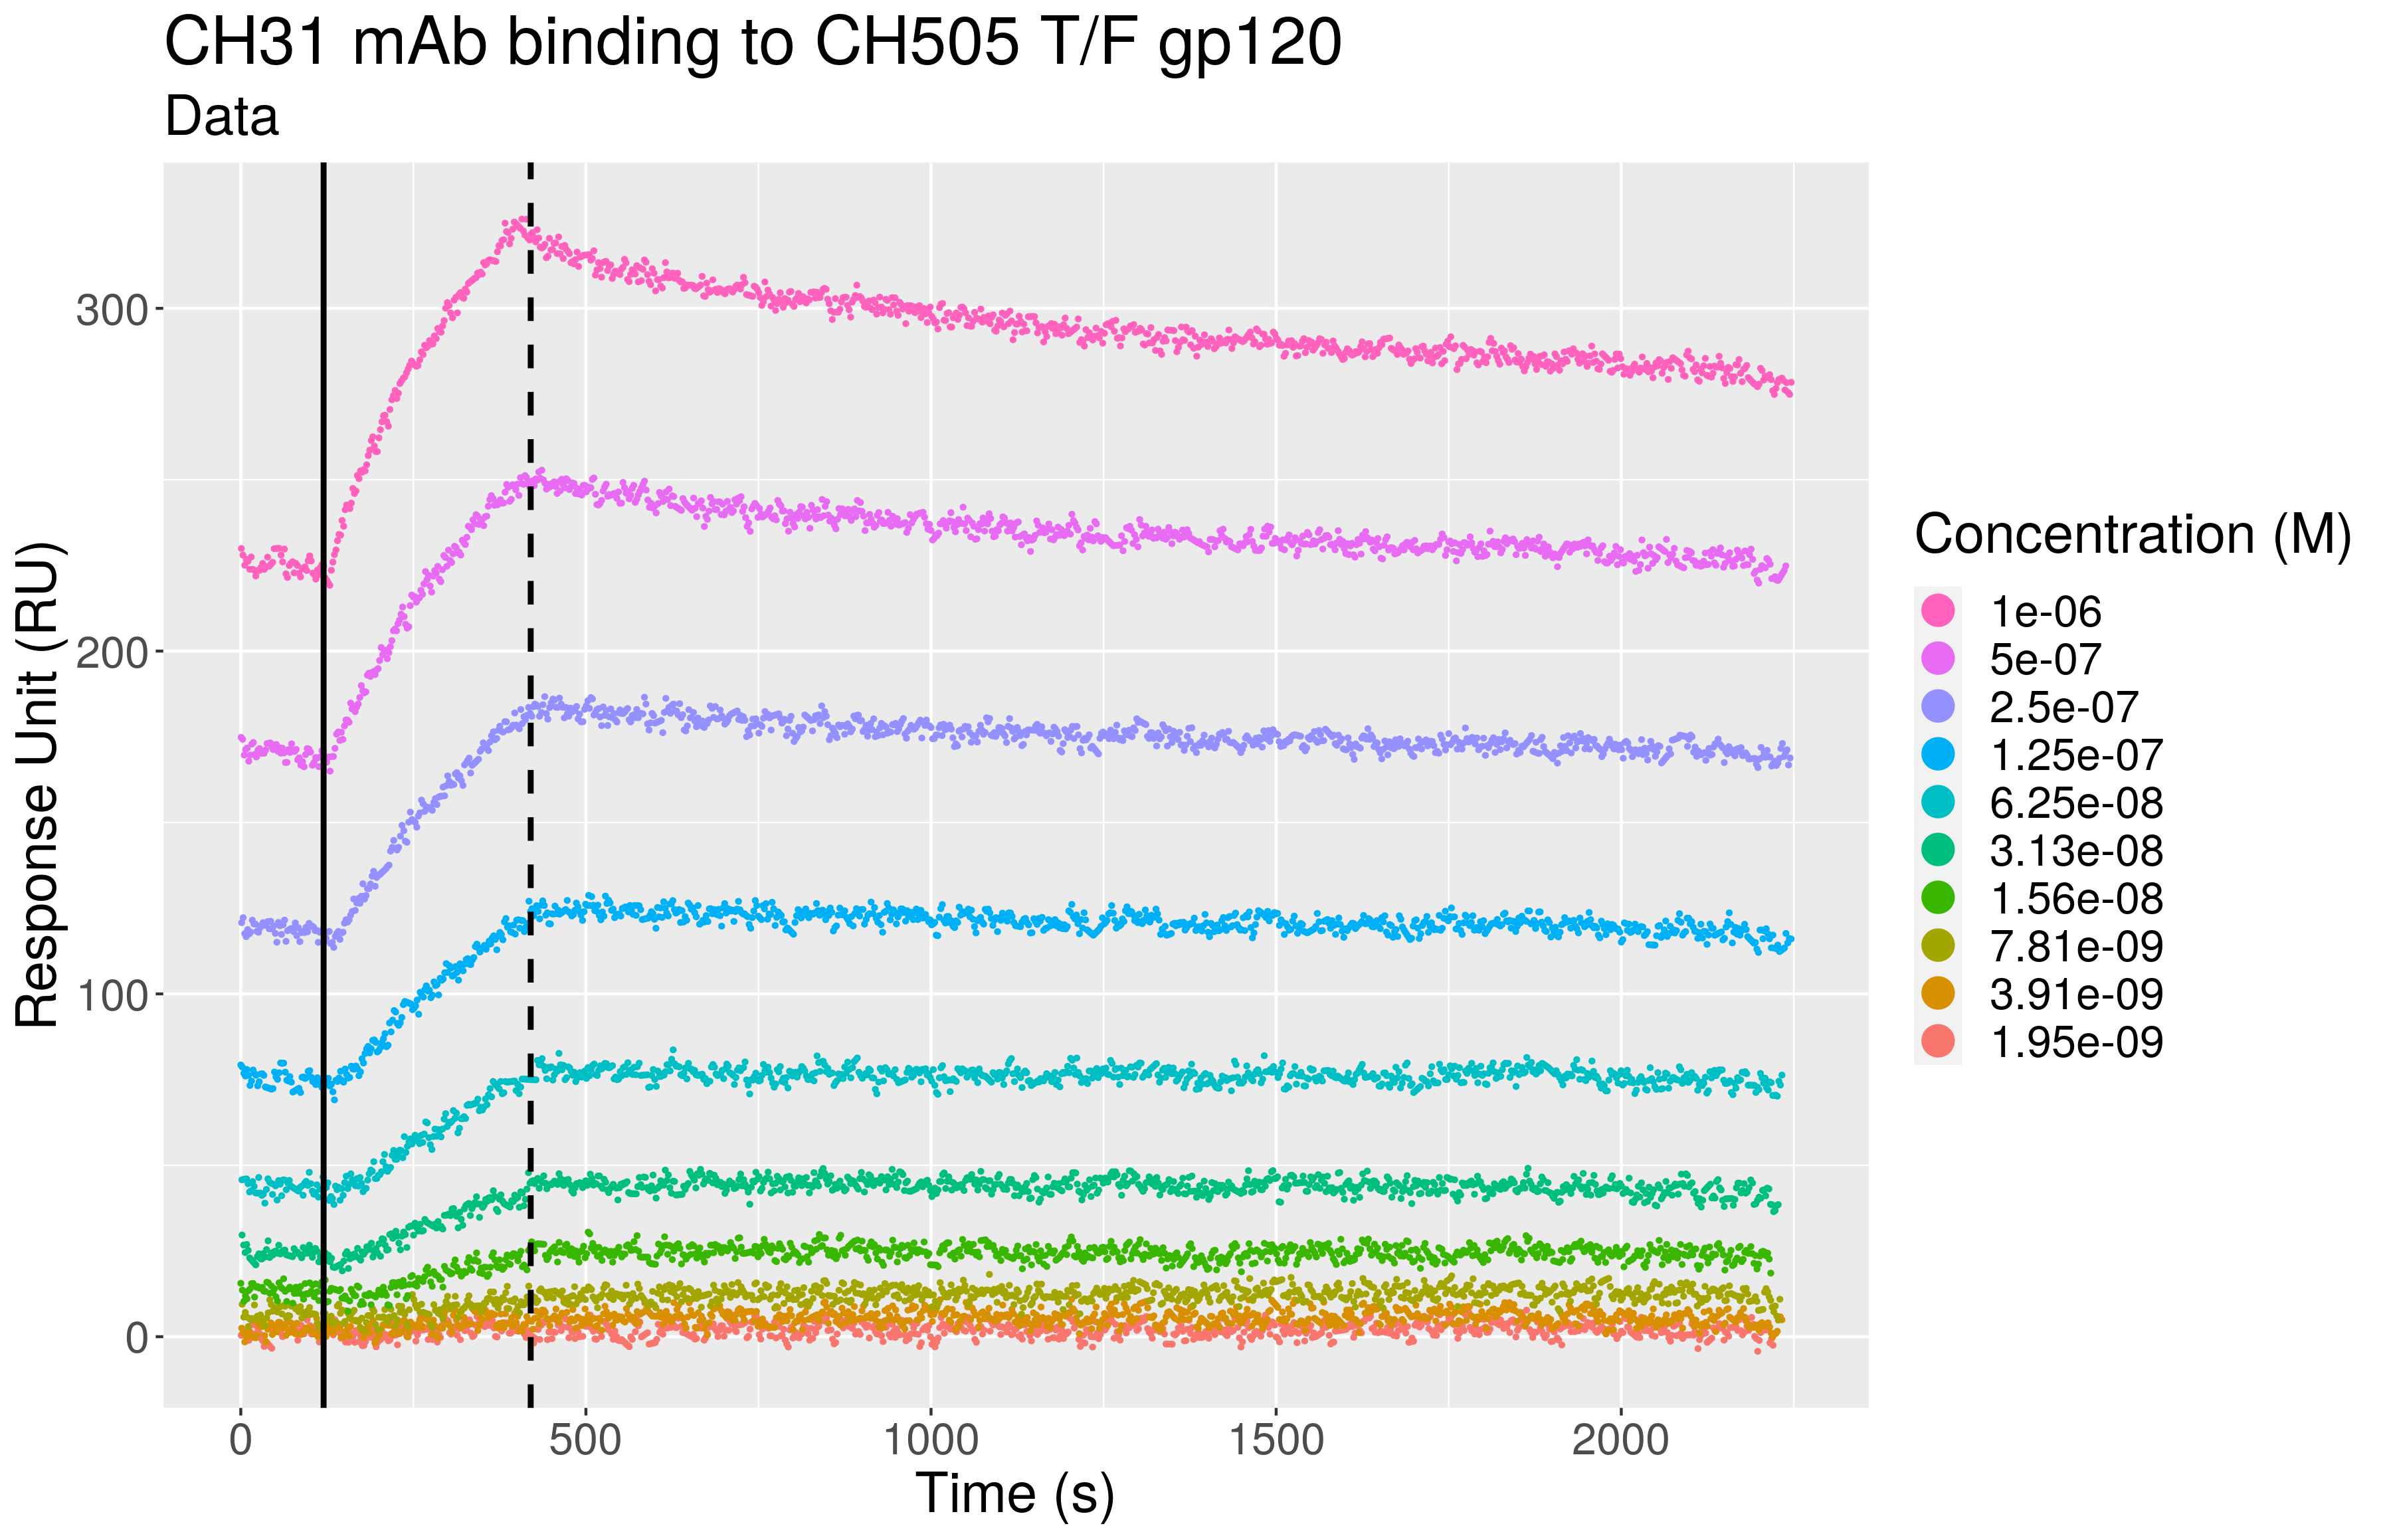 CH31 mAb binding to CH505 T/F gp120
Data
Response Unit (RU)
300
200
100
0
0 500 1000 1500 2000
Time (s)
Concentration (M)
1e-06
5e-07
2.5e-07
1.25e-07
6.25e-08
3.13e-08
1.56e-08
7.81e-09
3.91e-09
1.95e-09